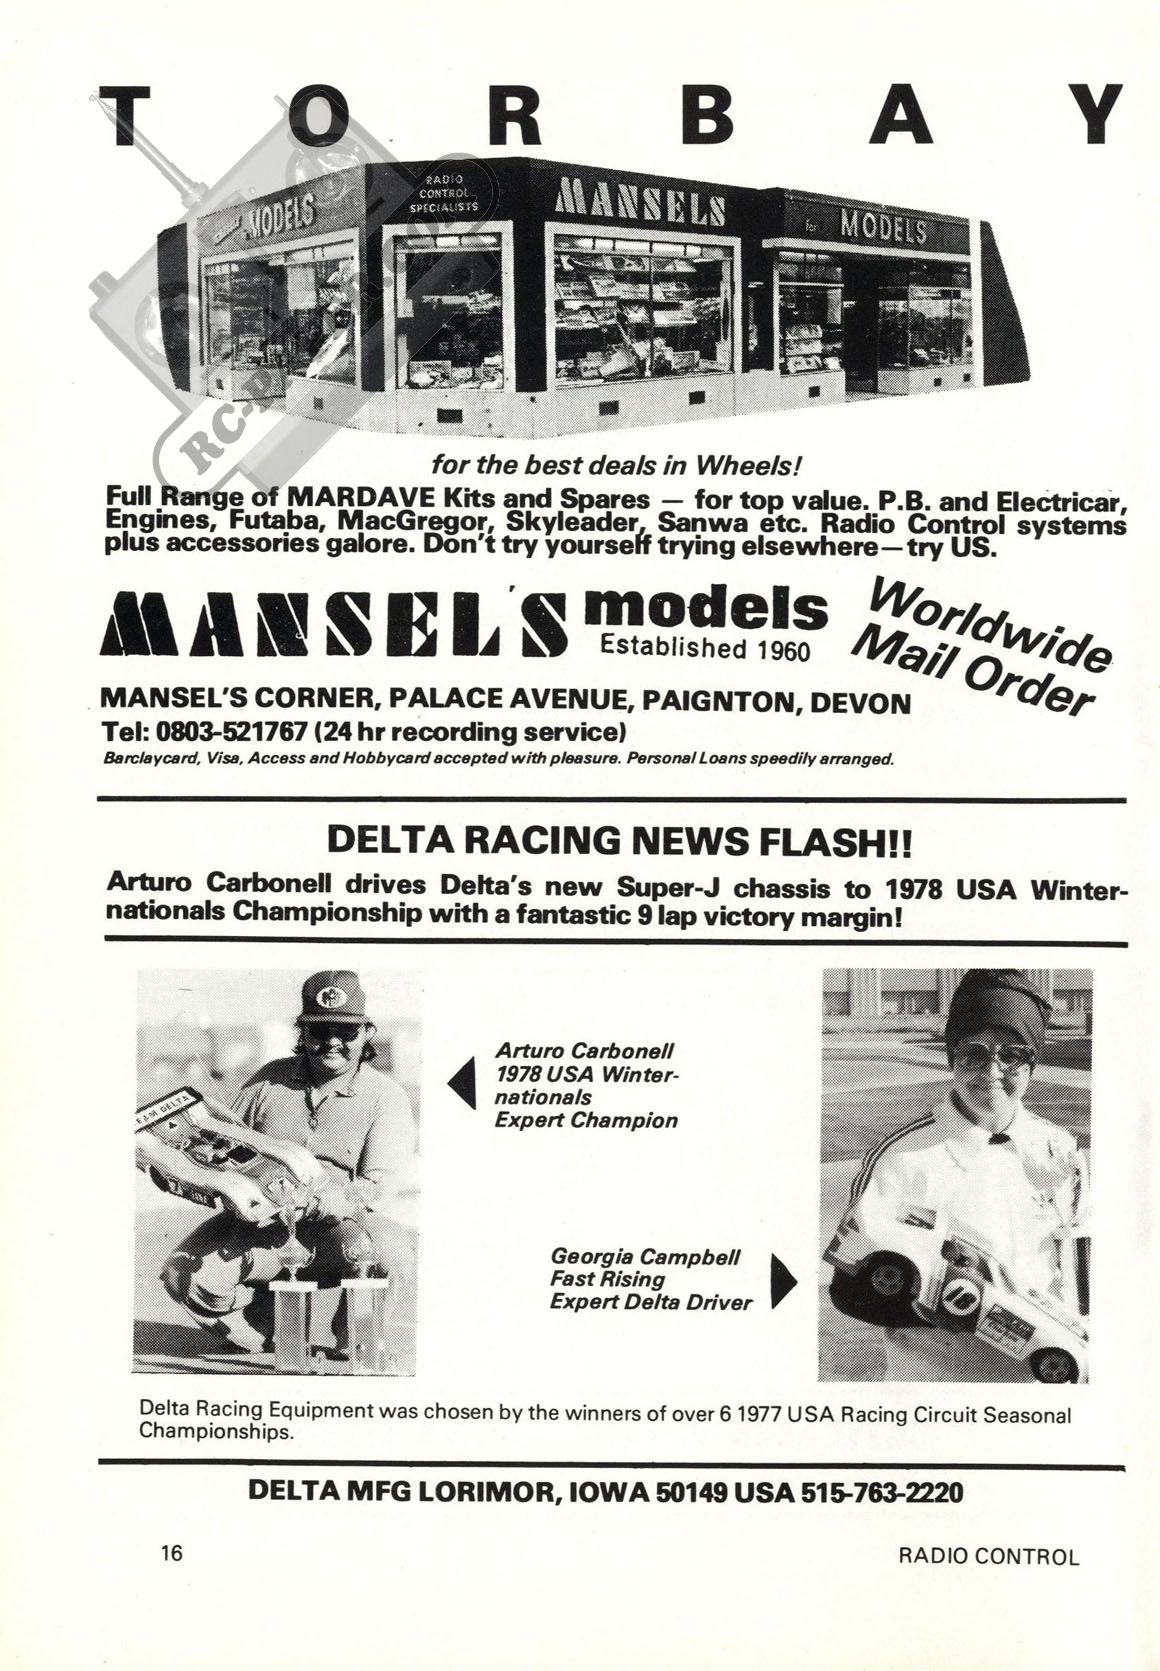 T O R B A Y
MODELS
RADIO
CONTROL
SPECIALISTS
MANSELS
for MODELS
for the best deals in Wheels!
Full Range of MARDAVE Kits and Spares — for top value. P.B. and Electricar,
Engines, Futaba, MacGregor, Skyleader, Sanwa etc. Radio Control systems
plus accessories galore. Don't try yourself trying elsewhere—try US.
MANSEL'S models
Established 1960
Worldwide
Mail Order
MANSEL'S CORNER, PALACE AVENUE, PAIGNTON, DEVON
Tel: 0803-521767 (24 hr recording service)
Barclaycard, Visa, Access and Hobbycard accepted with pleasure. Personal Loans speedily arranged.
DELTA RACING NEWS FLASH!!
Arturo Carbonell drives Delta's new Super-J chassis to 1978 USA Winter-
nationals Championship with a fantastic 9 lap victory margin!
Arturo Carbonell
1978 USA Winter-
nationals
Expert Champion
EAM DELTA
Georgia Campbell
Fast Rising
Expert Delta Driver
18
Delta Racing Equipment was chosen by the winners of over 6 1977 USA Racing Circuit Seasonal
Championships.
DELTA MFG LORIMOR, IOWA 50149 USA 515-763-2220
16
RADIO CONTROL